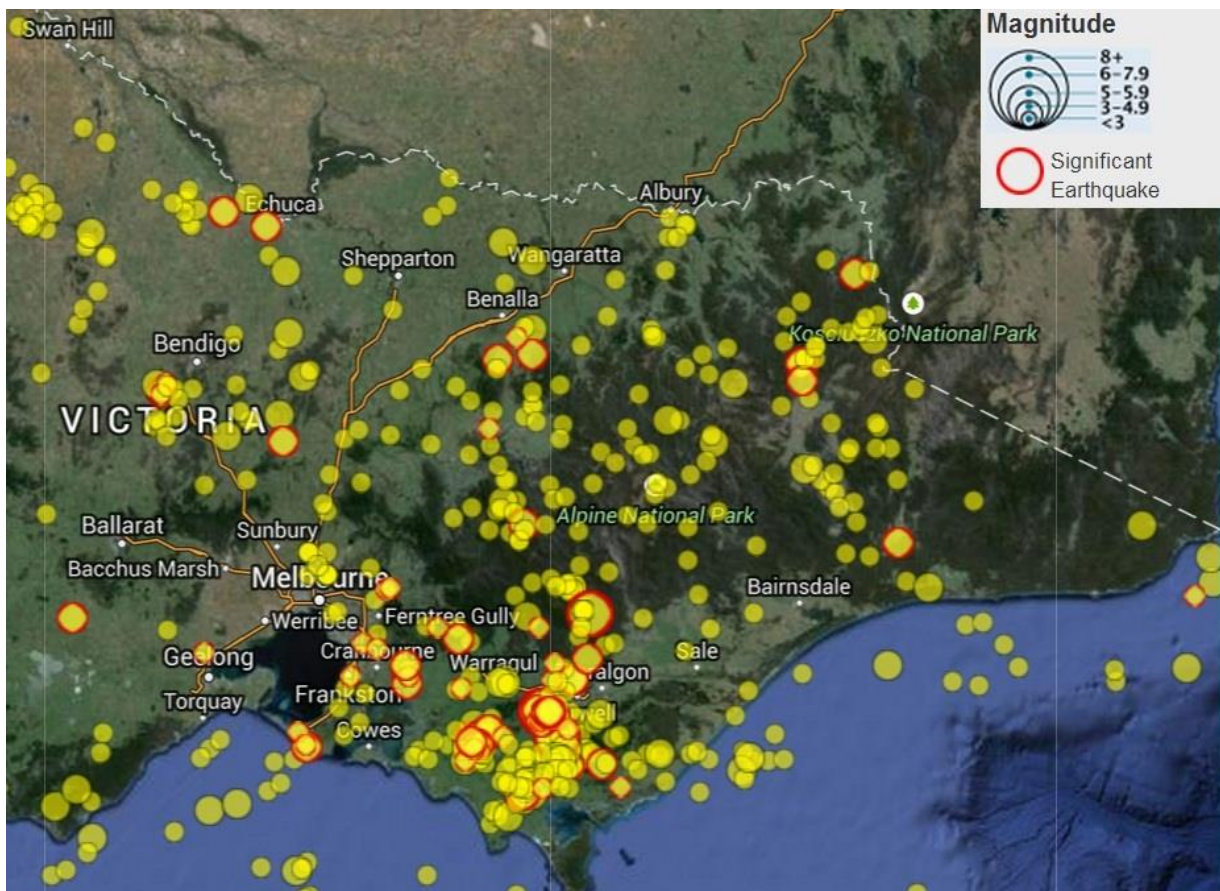 Swan Hill
Magnitude
8+
6-7.9
5-5.9
3-4.9
<3
Significant
Earthquake
Albury
Echuca
Shepparton
Wangaratta
Benalla
Kosciuszko National Park
Bendigo
VICTORIA
Alpine National Park
Ballarat
Sunbury
Bacchus Marsh
Melbourne
Bairnsdale
Werribee
Ferntree Gully
Geelong
Cranbourne
Warragul
Sale
Torquay
Frankston
Cowes